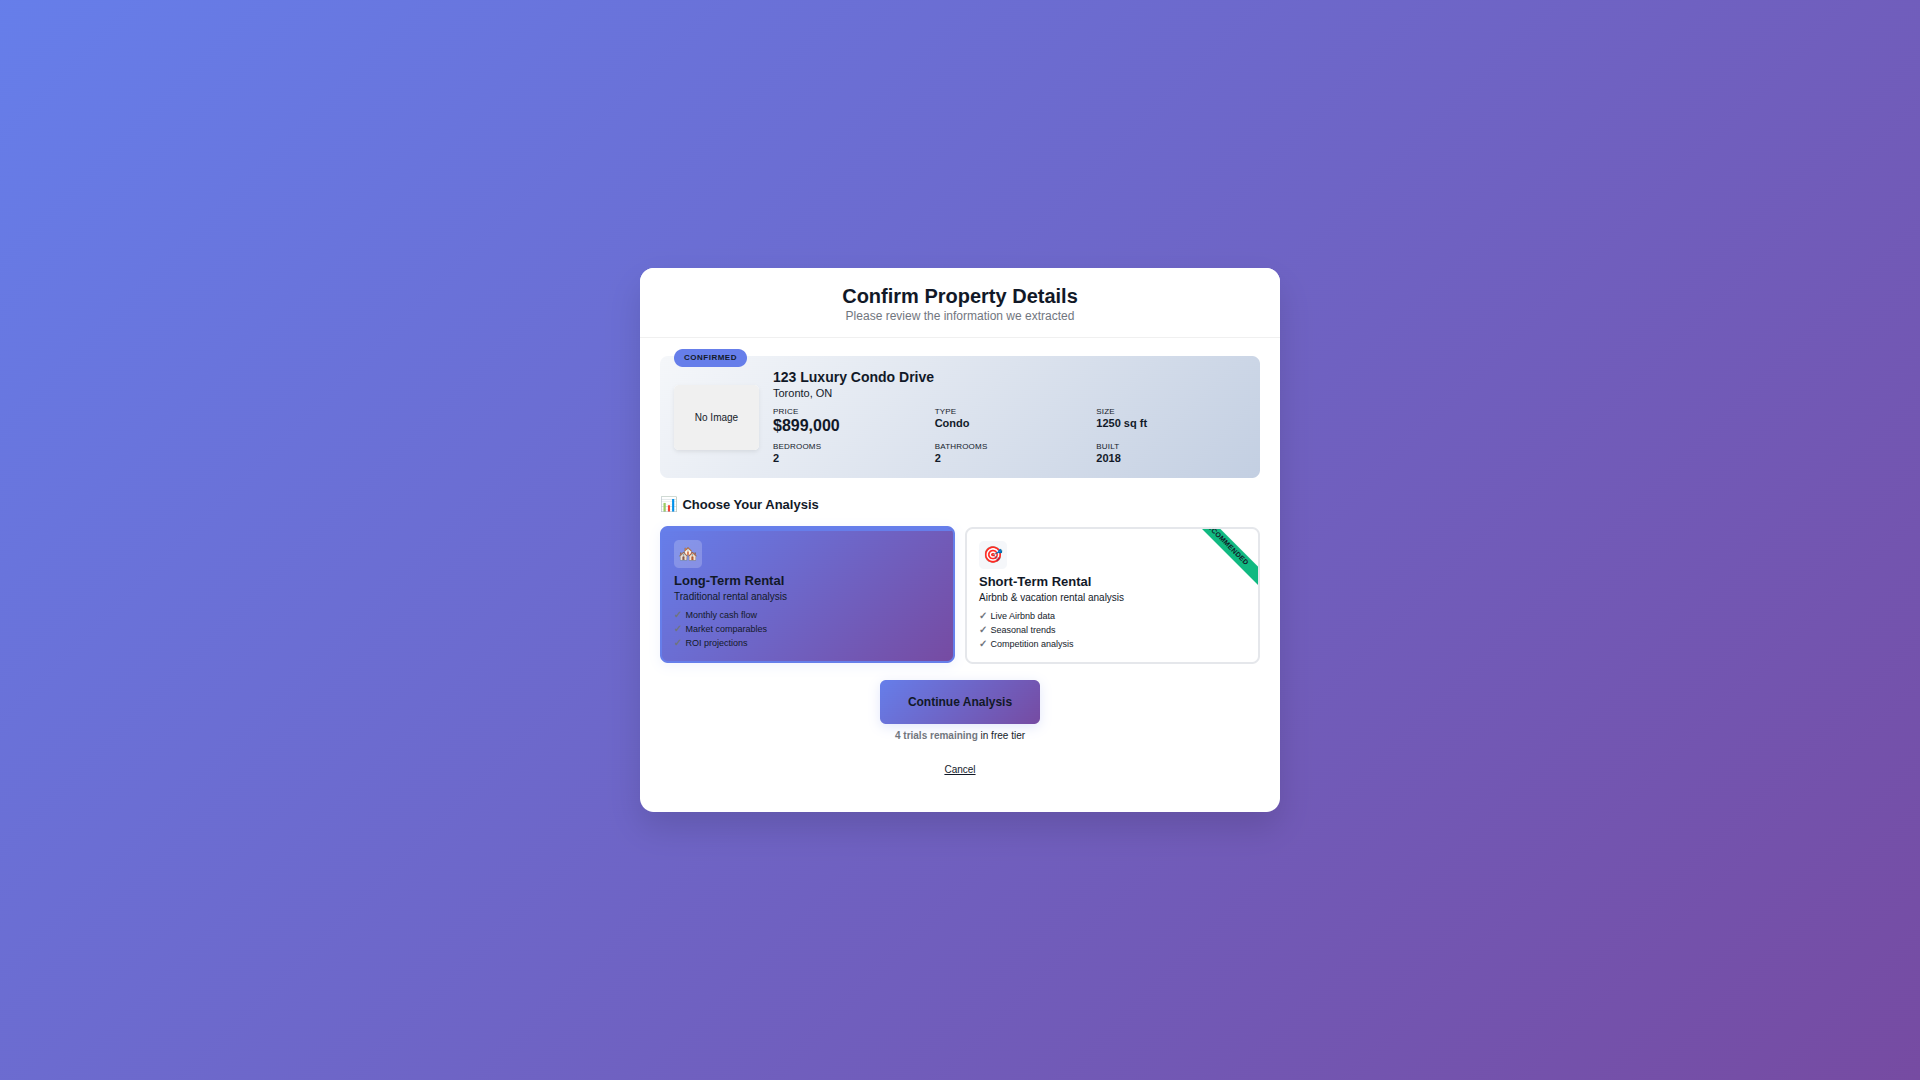 Confirm Property Details
Please review the information we extracted
CONFIRMED
No Image
123 Luxury Condo Drive
Toronto, ON
PRICE
$899,000
TYPE
Condo
SIZE
1250 sq ft
BEDROOMS
2
BATHROOMS
2
BUILT
2018
📊 Choose Your Analysis
Long-Term Rental
Traditional rental analysis
✓ Monthly cash flow
✓ Market comparables
✓ ROI projections
COMMENDED
Short-Term Rental
Airbnb & vacation rental analysis
✓ Live Airbnb data
✓ Seasonal trends
✓ Competition analysis
Continue Analysis
4 trials remaining in free tier
Cancel